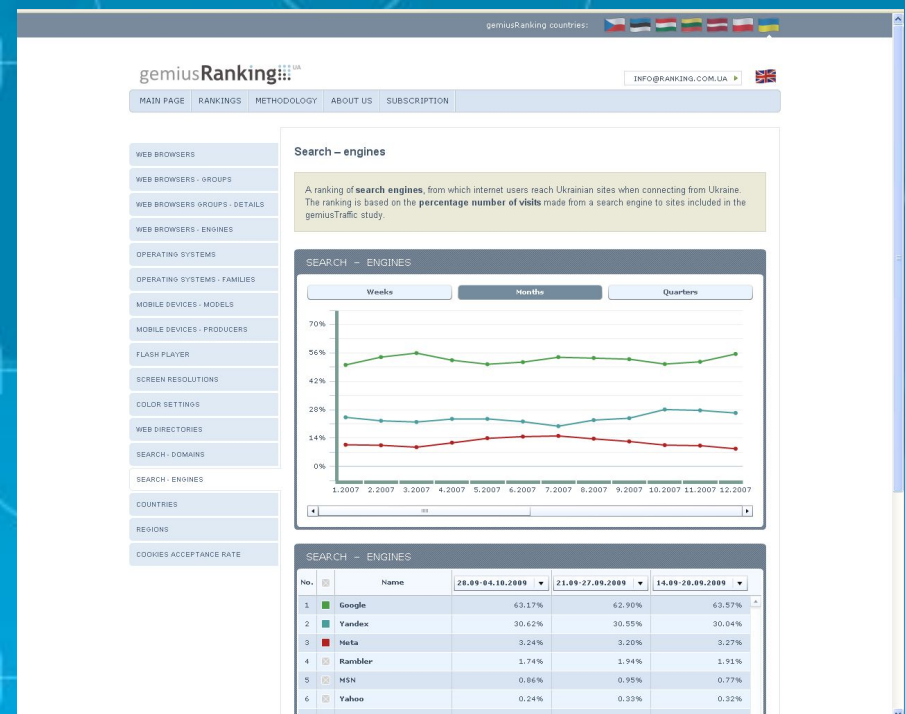 gemiusRanking countries:
gemiusRanking UA
INFO@RANKING.COM.UA
MAIN PAGE RANKINGS METHODOLOGY ABOUT US SUBSCRIPTION
WEB BROWSERS
WEB BROWSERS - GROUPS
WEB BROWSERS GROUPS - DETAILS
WEB BROWSERS - ENGINES
OPERATING SYSTEMS
OPERATING SYSTEMS - FAMILIES
MOBILE DEVICES - MODELS
MOBILE DEVICES - PRODUCERS
FLASH PLAYER
SCREEN RESOLUTIONS
COLOR SETTINGS
WEB DIRECTORIES
SEARCH - DOMAINS
SEARCH - ENGINES
COUNTRIES
REGIONS
COOKIES ACCEPTANCE RATE
Search – engines
A ranking of search engines, from which internet users reach Ukrainian sites when connecting from Ukraine.
The ranking is based on the percentage number of visits made from a search engine to sites included in the
gemiusTraffic study.
SEARCH – ENGINES
Weeks Months Quarters
70%
56%
42%
28%
14%
0%
1.2007 2.2007 3.2007 4.2007 5.2007 6.2007 7.2007 8.2007 9.2007 10.2007 11.2007 12.2007
SEARCH – ENGINES
No. Name 28.09-04.10.2009 21.09-27.09.2009 14.09-20.09.2009
1 Google 63.17% 62.90% 63.57%
2 Yandex 30.62% 30.55% 30.04%
3 Meta 3.24% 3.20% 3.27%
4 Rambler 1.74% 1.94% 1.91%
5 MSN 0.86% 0.95% 0.77%
6 Yahoo 0.24% 0.33% 0.32%